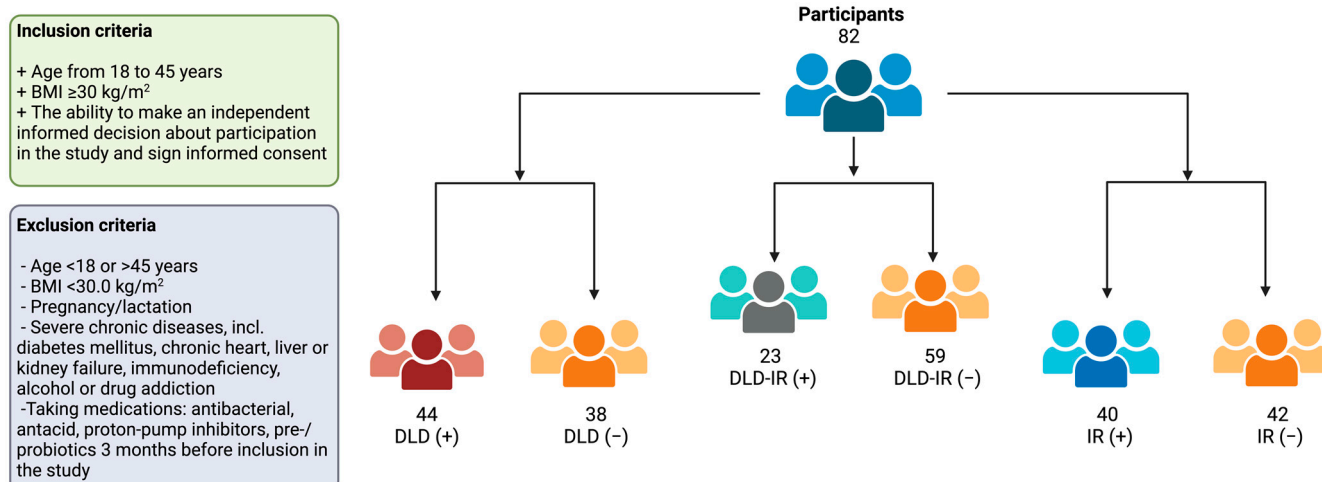 Inclusion criteria
+ Age from 18 to 45 years
+ BMI ≥30 kg/m²
+ The ability to make an independent
informed decision about participation
in the study and sign informed consent
Exclusion criteria
- Age <18 or >45 years
- BMI <30.0 kg/m²
- Pregnancy/lactation
- Severe chronic diseases, incl.
diabetes mellitus, chronic heart, liver or
kidney failure, immunodeficiency,
alcohol or drug addiction
-Taking medications: antibacterial,
antacid, proton-pump inhibitors, pre-/
probiotics 3 months before inclusion in
the study
Participants
82
44
DLD (+)
38
DLD (−)
23
DLD-IR (+)
59
DLD-IR (−)
40
IR (+)
42
IR (−)